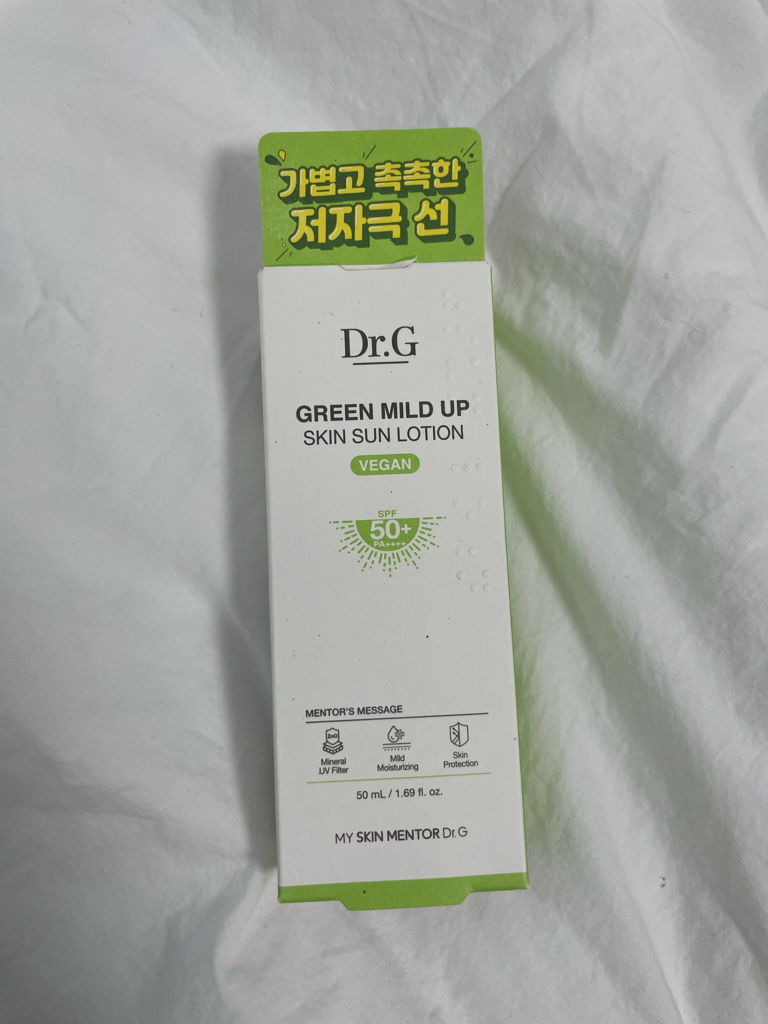 가볍고 촉촉한
저자극 선
Dr.G
GREEN MILD UP
SKIN SUN LOTION
VEGAN
SPF
50+
PA++++
MENTOR'S MESSAGE
ZnO
Mineral
UV Filter
Mild
Moisturizing
Skin
Protection
50 mL / 1.69 fl. oz.
MY SKIN MENTOR Dr.G